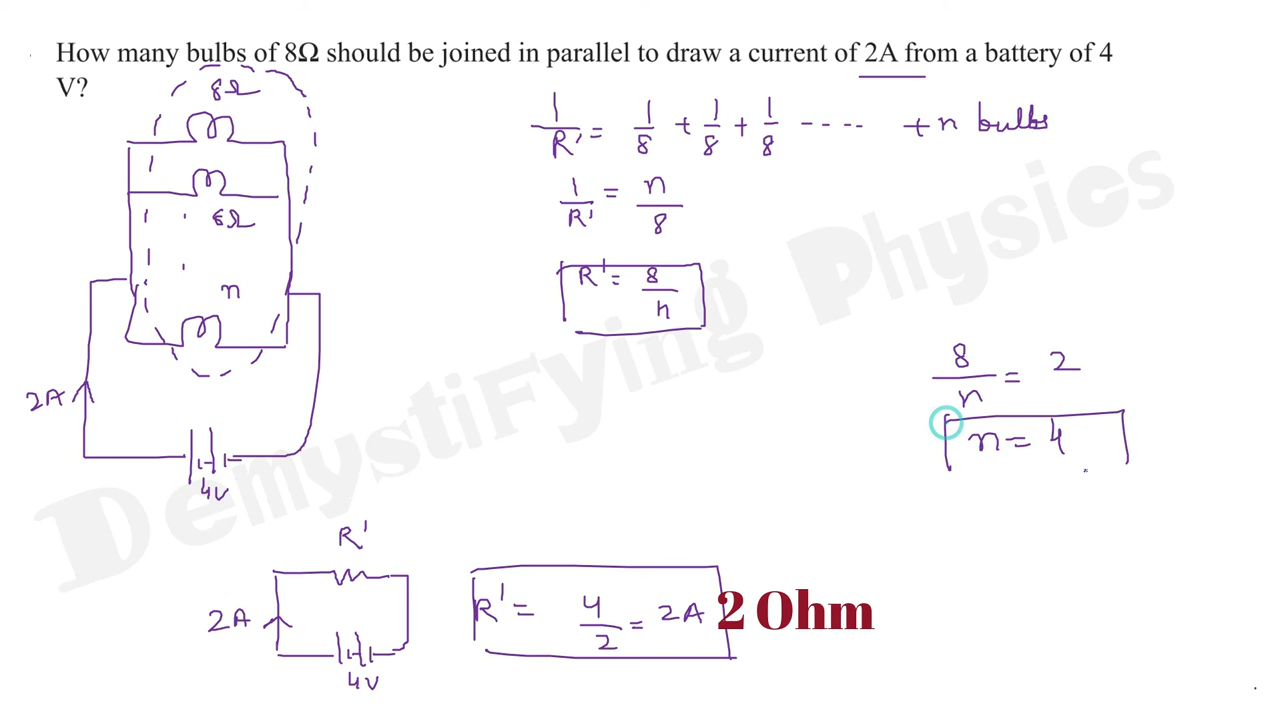 How many bulbs of 8Ω should be joined in parallel to draw a current of 2A from a battery of 4
V?
8Ω
8Ω
n
2A
4V
1/R' = 1/8 + 1/8 + 1/8 ---- + n bulbs
1/R' = n/8
R' = 8/n
8/n = 2
n = 4
R'
2A
4V
R' = 4/2 = 2A 2 Ohm
Demystifying Physics